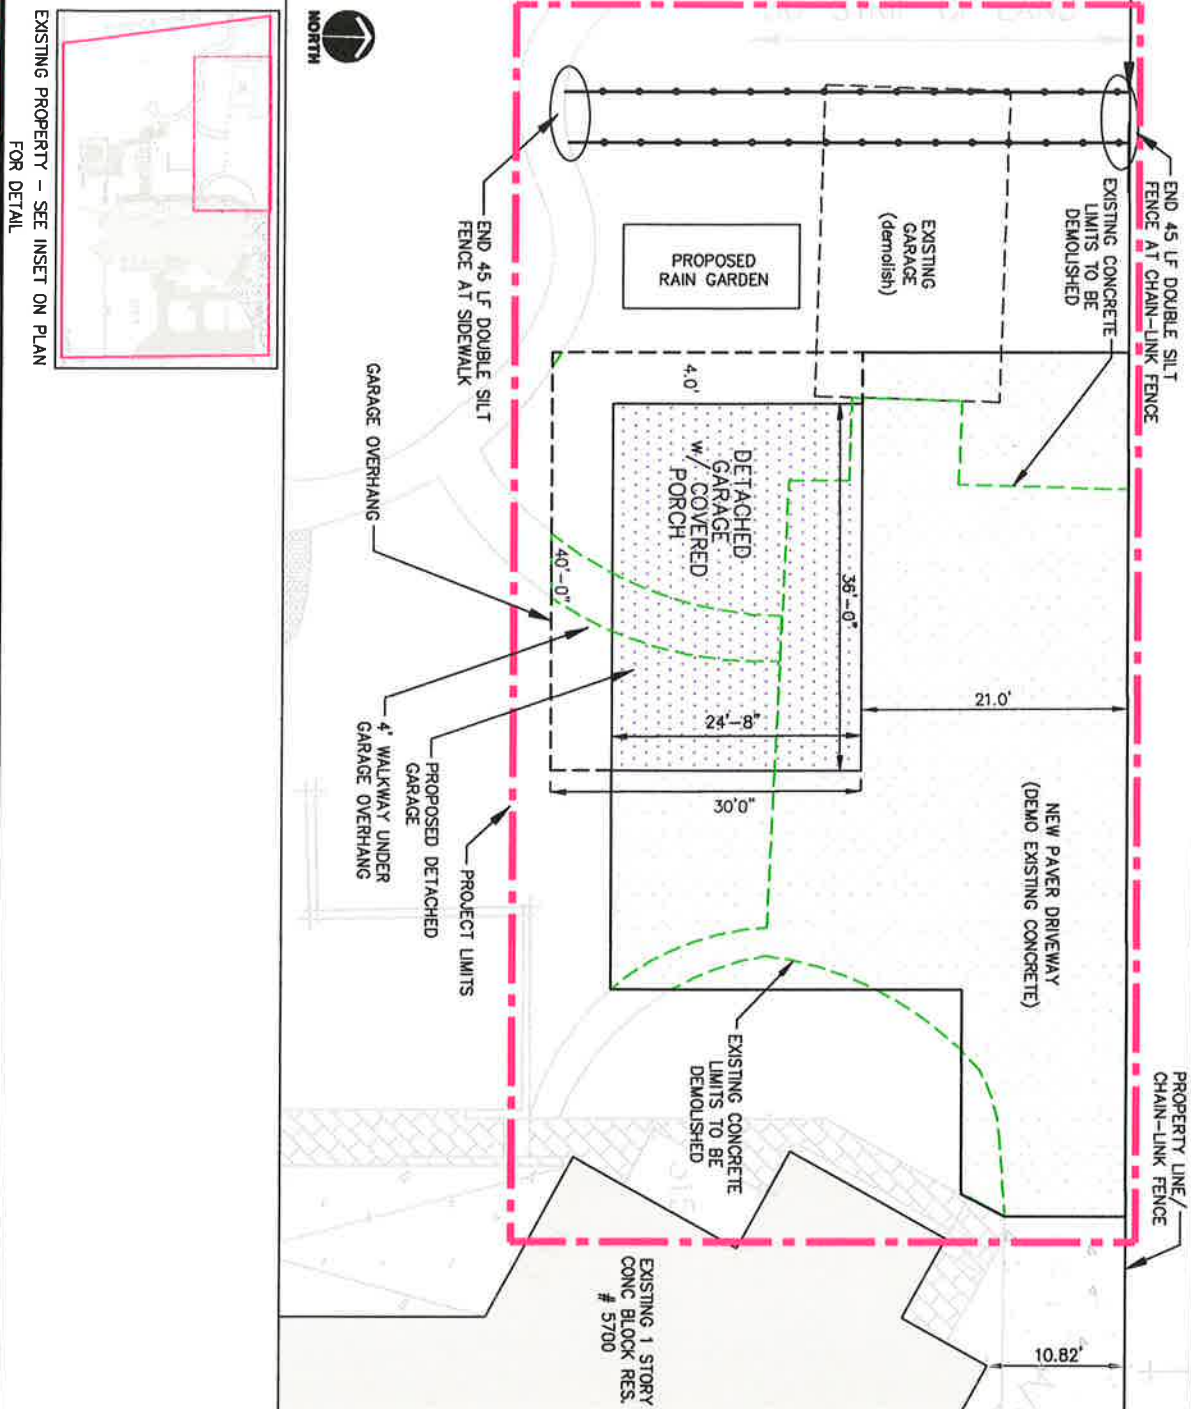 END 45 LF DOUBLE SILT
FENCE AT CHAIN-LINK FENCE
EXISTING CONCRETE
LIMITS TO BE
DEMOLISHED
PROPERTY LINE/
CHAIN-LINK FENCE
NORTH
EXISTING
GARAGE
(demolish)
PROPOSED
RAIN GARDEN
END 45 LF DOUBLE SILT
FENCE AT SIDEWALK
4.0'
DETACHED
GARAGE
W/ COVERED
PORCH
36'-0"
40'-0"
24'-8"
30'0"
21.0'
NEW PAVER DRIVEWAY
(DEMO EXISTING CONCRETE)
GARAGE OVERHANG
4' WALKWAY UNDER
GARAGE OVERHANG
PROPOSED DETACHED
GARAGE
PROJECT LIMITS
EXISTING CONCRETE
LIMITS TO BE
DEMOLISHED
EXISTING 1 STORY
CONC BLOCK RES.
# 5700
10.82'
EXISTING PROPERTY - SEE INSET ON PLAN
FOR DETAIL